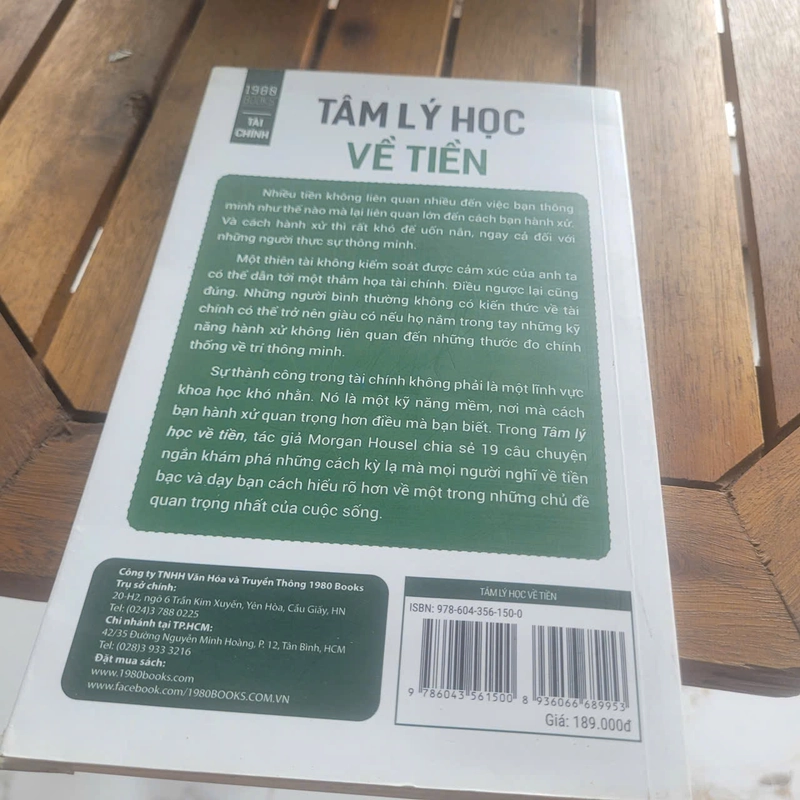 1980
BOOKS
TÀI
CHÍNH
TÂM LÝ HỌC
VỀ TIỀN
Nhiều tiền không liên quan nhiều đến việc bạn thông
minh như thế nào mà lại liên quan lớn đến cách bạn hành xử.
Và cách hành xử thì rất khó để uốn nắn, ngay cả đối với
những người thực sự thông minh.
Một thiên tài không kiểm soát được cảm xúc của anh ta
có thể dẫn tới một thảm họa tài chính. Điều ngược lại cũng
đúng. Những người bình thường không có kiến thức về tài
chính có thể trở nên giàu có nếu họ nắm trong tay những kỹ
năng hành xử không liên quan đến những thước đo chính
thống về trí thông minh.
Sự thành công trong tài chính không phải là một lĩnh vực
khoa học khó nhằn. Nó là một kỹ năng mềm, nơi mà cách
bạn hành xử quan trọng hơn điều mà bạn biết. Trong Tâm lý
học về tiền, tác giả Morgan Housel chia sẻ 19 câu chuyện
ngắn khám phá những cách kỳ lạ mà mọi người nghĩ về tiền
bạc và dạy bạn cách hiểu rõ hơn về một trong những chủ đề
quan trọng nhất của cuộc sống.
Công ty TNHH Văn Hóa và Truyền Thông 1980 Books
Trụ sở chính:
20-H2, ngõ 6 Trần Kim Xuyến, Yên Hòa, Cầu Giấy, HN
Tel: (024)3 788 0225
Chi nhánh tại TP.HCM:
42/35 Đường Nguyễn Minh Hoàng, P. 12, Tân Bình, HCM
Tel: (028)3 933 3216
Đặt mua sách:
www.1980books.com
www.facebook.com/1980BOOKS.COM.VN
TÂM LÝ HỌC VỀ TIỀN
ISBN: 978-604-356-150-0
9 786043 561500 8 936066 689953
Giá: 189.000đ